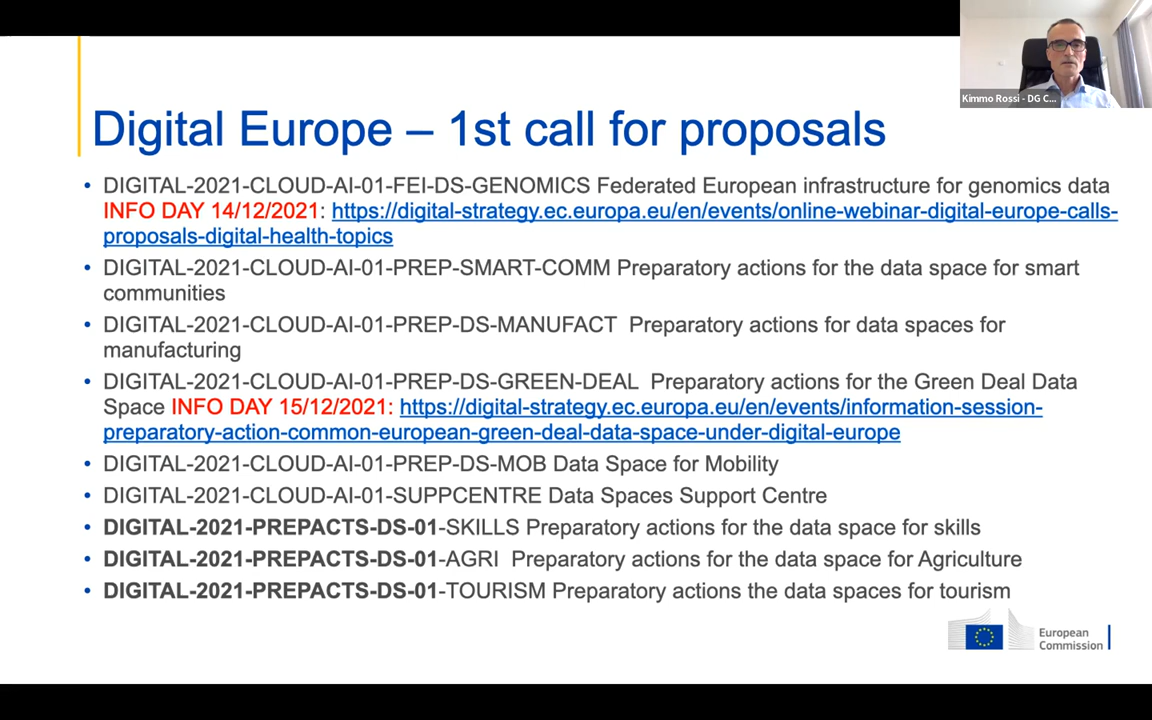 Kimmo Rossi - DG C...
Digital Europe – 1st call for proposals
• DIGITAL-2021-CLOUD-AI-01-FEI-DS-GENOMICS Federated European infrastructure for genomics data
INFO DAY 14/12/2021: https://digital-strategy.ec.europa.eu/en/events/online-webinar-digital-europe-calls-
proposals-digital-health-topics
• DIGITAL-2021-CLOUD-AI-01-PREP-SMART-COMM Preparatory actions for the data space for smart
communities
• DIGITAL-2021-CLOUD-AI-01-PREP-DS-MANUFACT Preparatory actions for data spaces for
manufacturing
• DIGITAL-2021-CLOUD-AI-01-PREP-DS-GREEN-DEAL Preparatory actions for the Green Deal Data
Space INFO DAY 15/12/2021: https://digital-strategy.ec.europa.eu/en/events/information-session-
preparatory-action-common-european-green-deal-data-space-under-digital-europe
• DIGITAL-2021-CLOUD-AI-01-PREP-DS-MOB Data Space for Mobility
• DIGITAL-2021-CLOUD-AI-01-SUPPCENTRE Data Spaces Support Centre
• DIGITAL-2021-PREPACTS-DS-01-SKILLS Preparatory actions for the data space for skills
• DIGITAL-2021-PREPACTS-DS-01-AGRI Preparatory actions for the data space for Agriculture
• DIGITAL-2021-PREPACTS-DS-01-TOURISM Preparatory actions the data spaces for tourism
European
Commission